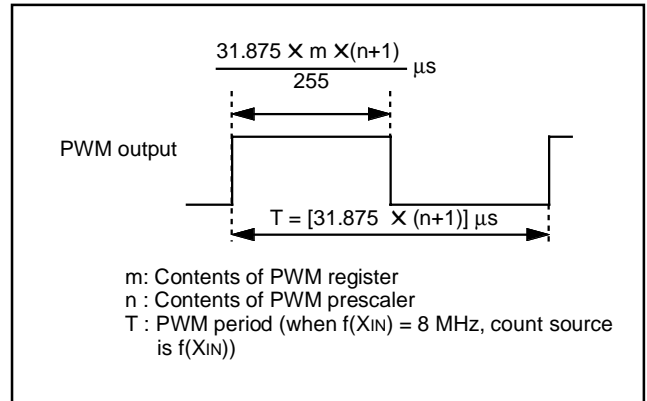 31.875 × m ×(n+1)
255
μs
PWM output
T = [31.875 × (n+1)] μs
m: Contents of PWM register
n : Contents of PWM prescaler
T : PWM period (when f(XIN) = 8 MHz, count source
is f(XIN))